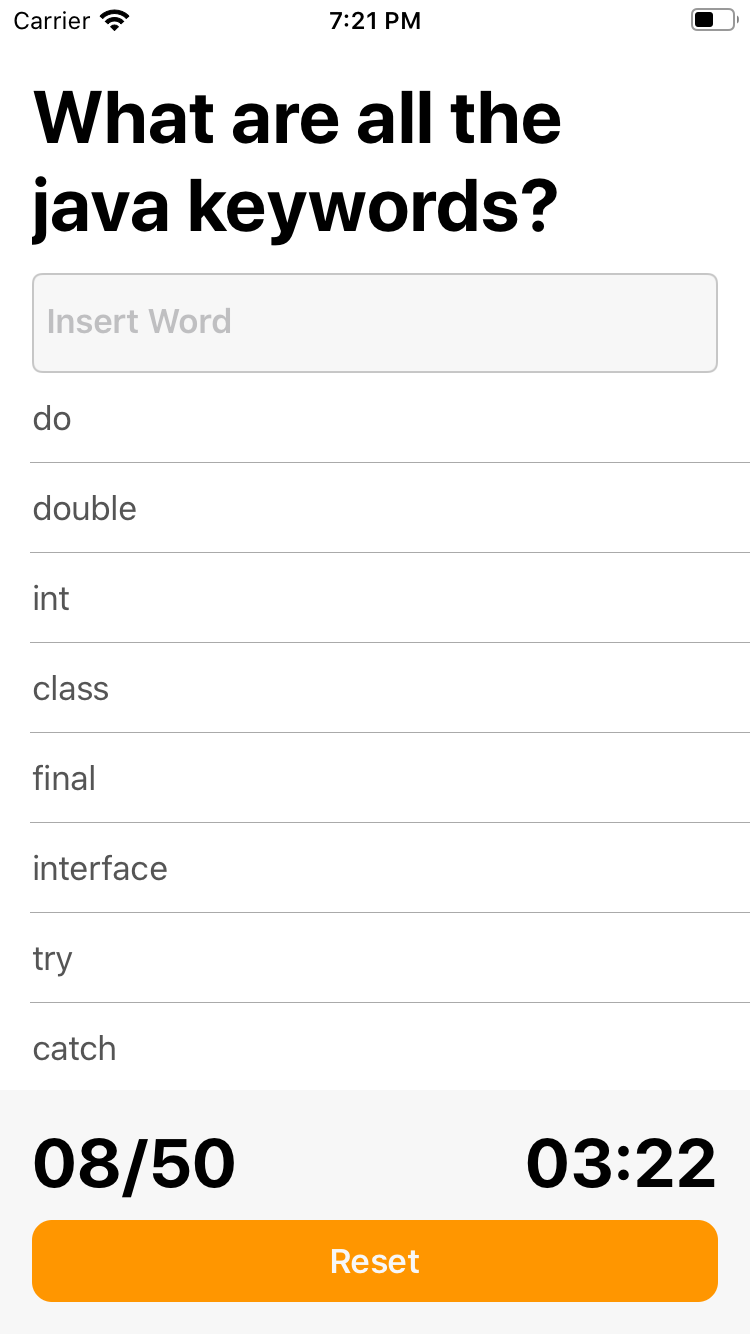 Carrier 7:21 PM
What are all the
java keywords?
Insert Word
do
double
int
class
final
interface
try
catch
08/50 03:22
Reset